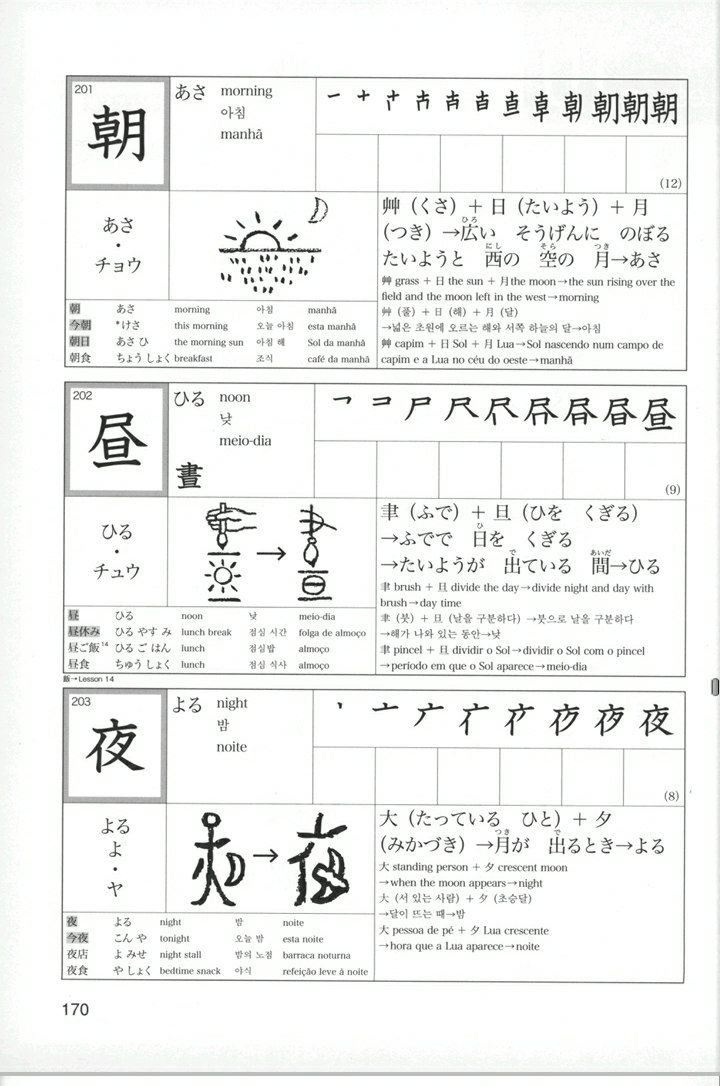 201
朝
あさ morning
아침
manhã
一 十 朝 朝 朝
(12)
あさ
・
チョウ
艸（くさ）＋日（たいよう）＋月
（つき）→広い そうげんに のぼる
ひろ
たいようと 西の 空の 月→あさ
にし そら つき
艸 grass + 日 the sun + 月 the moon→the sun rising over the
field and the moon left in the west→morning
艸 (풀) + 日 (해) + 月 (달)
→넓은 초원에 오르는 해와 서쪽 하늘의 달→아침
艸 capim + 日 Sol + 月 Lua→Sol nascendo num campo de
capim e a Lua no céu do oeste→manhã
朝 あさ morning 아침 manhã
今朝 *けさ this morning 오늘 아침 esta manhã
朝日 あさ ひ the morning sun 아침 해 Sol da manhã
朝食 ちょう しょく breakfast 조식 café da manhã
202
昼
ひる noon
낮
meio-dia
晝
コ 尸 尺 昼
(9)
ひる
・
チュウ
聿（ふで）＋旦（ひを くぎる）
→ふでで 日を くぎる
ひ
→たいようが 出ている 間→ひる
で あいだ
聿 brush + 旦 divide the day→divide night and day with
brush→day time
聿 (붓) + 旦 (날을 구분하다) →붓으로 날을 구분하다
→해가 나와 있는 동안→낮
聿 pincel + 旦 dividir o Sol→dividir o Sol com o pincel
→período em que o Sol aparece→meio-dia
昼 ひる noon 낮 meio-dia
昼休み ひる やす み lunch break 점심 시간 folga de almoço
昼ご飯14 ひる ご はん lunch 점심밥 almoço
昼食 ちゅう しょく lunch 점심 식사 almoço
飯→Lesson 14
203
夜
よる night
밤
noite
丶 亠 夜 夜
(8)
よる
よ
・
ヤ
大（たっている ひと）＋夕
（みかづき）→月が 出るとき→よる
つき で
大 standing person + 夕 crescent moon
→when the moon appears→night
大 (서 있는 사람) + 夕 (초승달)
→달이 뜨는 때→밤
大 pessoa de pé + 夕 Lua crescente
→hora que a Lua aparece→noite
夜 よる night 밤 noite
今夜 こん や tonight 오늘 밤 esta noite
夜店 よ みせ night stall 밤의 노점 barraca noturna
夜食 や しょく bedtime snack 야식 refeição leve à noite
170